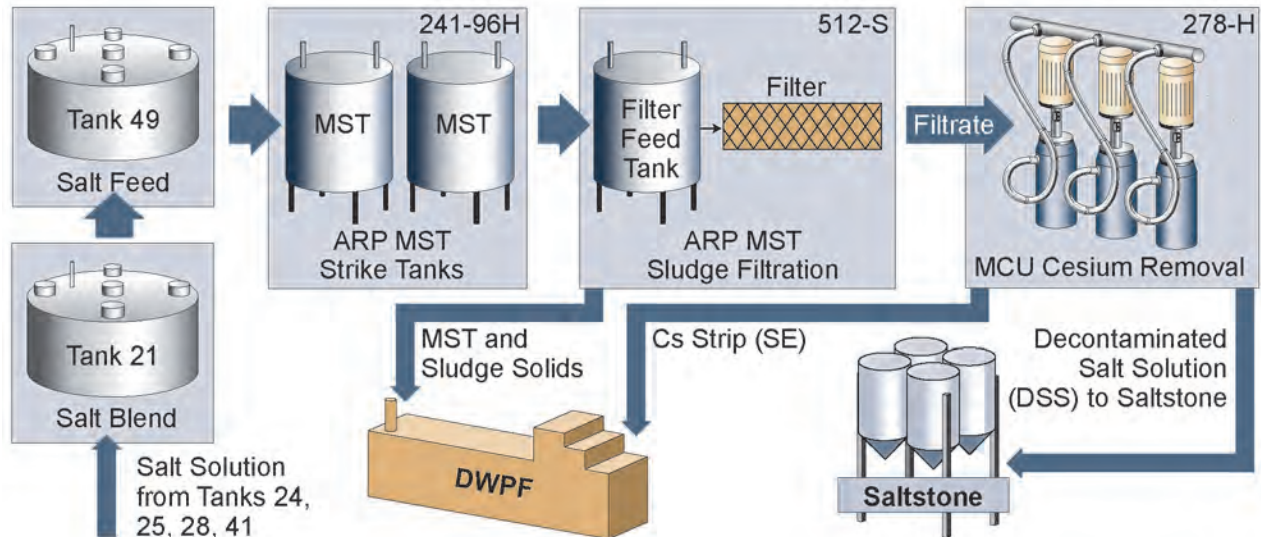 Tank 49
Salt Feed
Tank 21
Salt Blend
Salt Solution
from Tanks 24,
25, 28, 41
241-96H
MST
MST
ARP MST
Strike Tanks
512-S
Filter
Feed
Tank
Filter
ARP MST
Sludge Filtration
Filtrate
278-H
MCU Cesium Removal
MST and
Sludge Solids
Cs Strip (SE)
Decontaminated
Salt Solution
(DSS) to Saltstone
DWPF
Saltstone